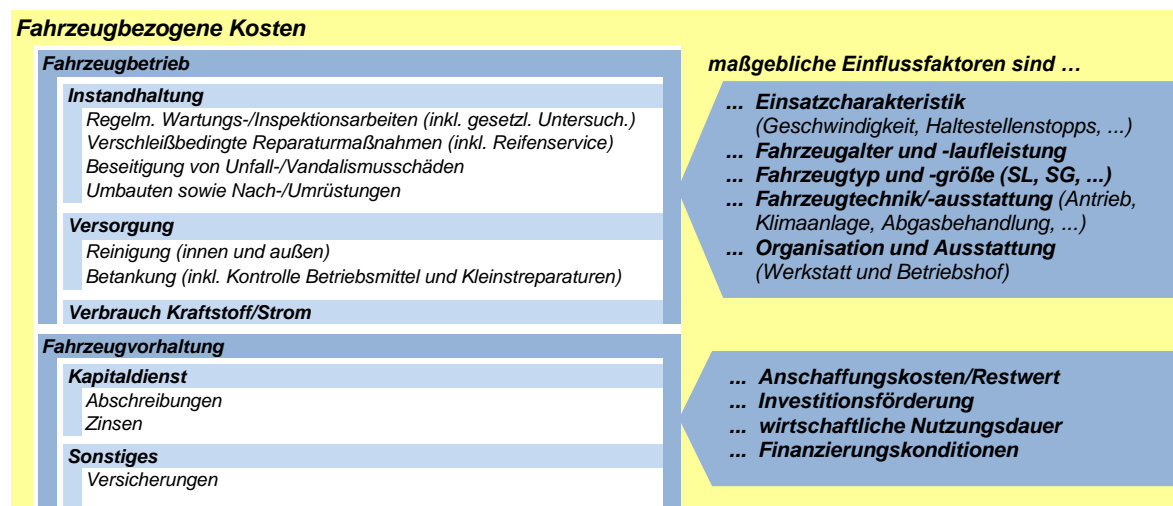 Fahrzeugbezogene Kosten
Fahrzeugbetrieb
Instandhaltung
Regelm. Wartungs-/Inspektionsarbeiten (inkl. gesetzl. Untersuch.)
Verschleißbedingte Reparaturmaßnahmen (inkl. Reifenservice)
Beseitigung von Unfall-/Vandalismusschäden
Umbauten sowie Nach-/Umrüstungen
Versorgung
Reinigung (innen und außen)
Betankung (inkl. Kontrolle Betriebsmittel und Kleinstreparaturen)
Verbrauch Kraftstoff/Strom
maßgebliche Einflussfaktoren sind …
... Einsatzcharakteristik
(Geschwindigkeit, Haltestellenstopps, ...)
... Fahrzeugalter und -laufleistung
... Fahrzeugtyp und -größe (SL, SG, ...)
... Fahrzeugtechnik/-ausstattung (Antrieb,
Klimaanlage, Abgasbehandlung, ...)
... Organisation und Ausstattung
(Werkstatt und Betriebshof)
Fahrzeugvorhaltung
Kapitaldienst
Abschreibungen
Zinsen
Sonstiges
Versicherungen
... Anschaffungskosten/Restwert
... Investitionsförderung
... wirtschaftliche Nutzungsdauer
... Finanzierungskonditionen